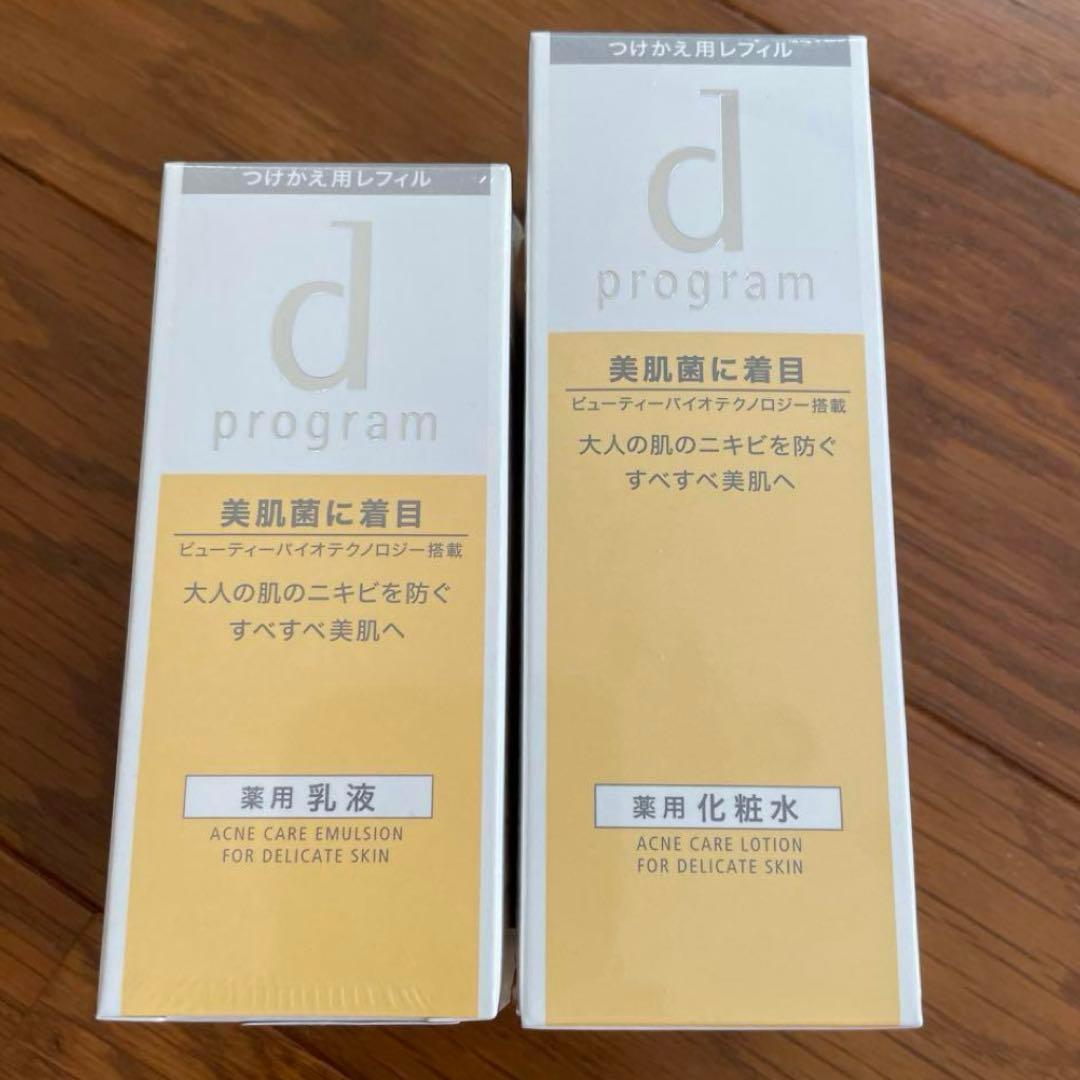 つけかえ用レフィル
d
program
美肌菌に着目
ビューティーバイオテクノロジー搭載
大人の肌のニキビを防ぐ
すべすべ美肌へ
薬用 乳液
ACNE CARE EMULSION
FOR DELICATE SKIN
つけかえ用レフィル
d
program
美肌菌に着目
ビューティーバイオテクノロジー搭載
大人の肌のニキビを防ぐ
すべすべ美肌へ
薬用 化粧水
ACNE CARE LOTION
FOR DELICATE SKIN